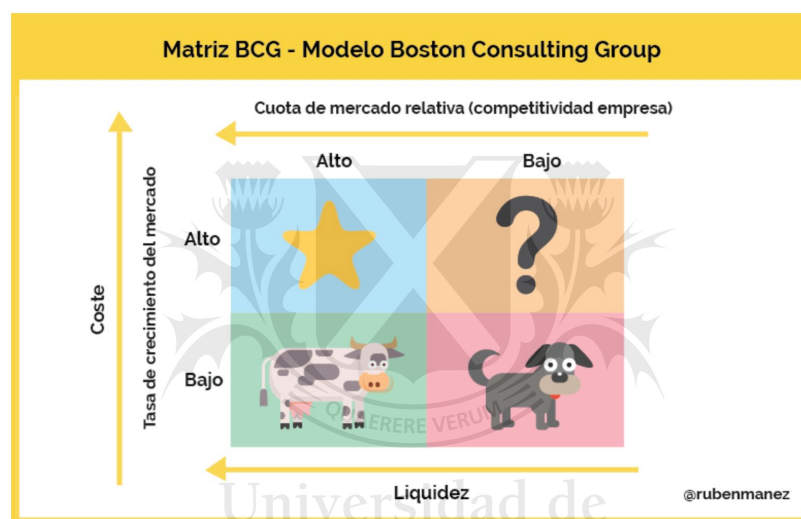 Matriz BCG - Modelo Boston Consulting Group
Cuota de mercado relativa (competitividad empresa)
Alto
Bajo
Coste
Tasa de crecimiento del mercado
Alto
Bajo
QUAERERE VERUM
Liquidez
@rubenmanez
Universidad de